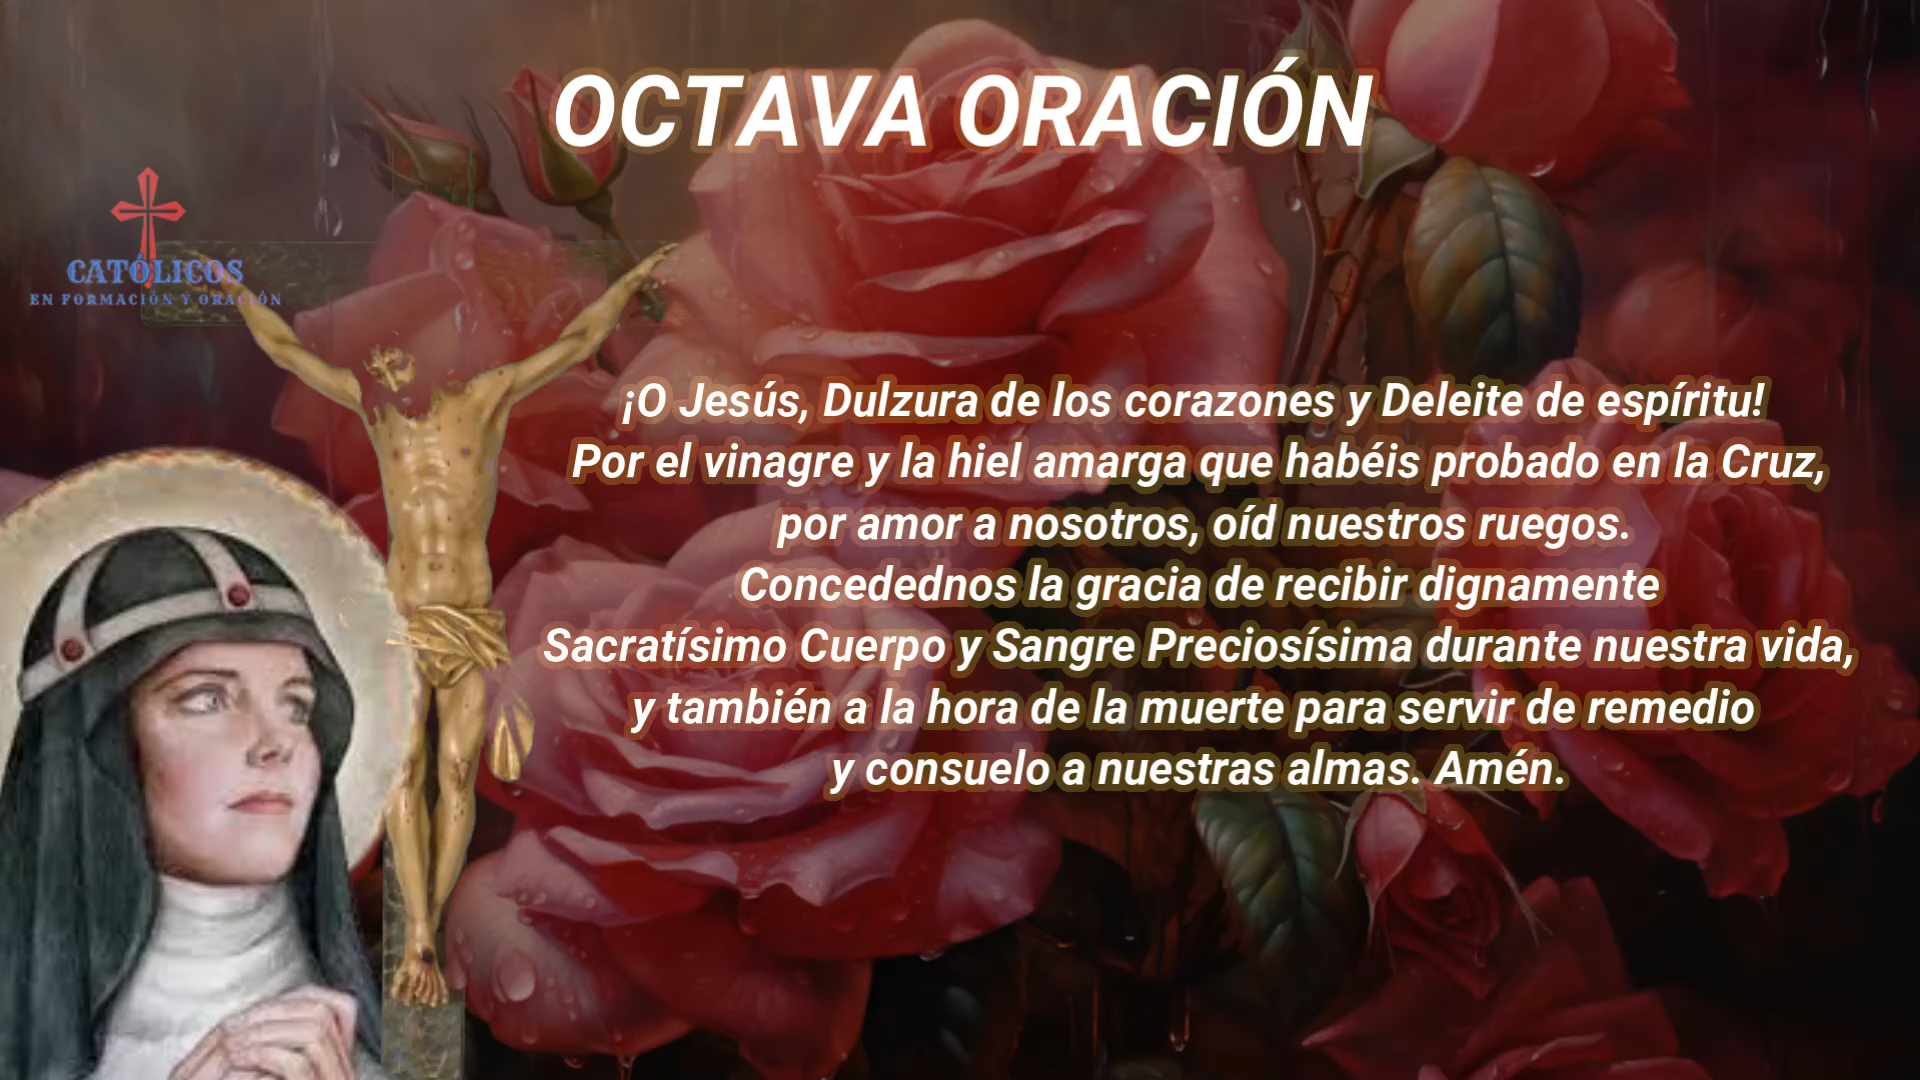 OCTAVA ORACIÓN
CATÓLICOS
EN FORMACIÓN Y ORACIÓN
¡O Jesús, Dulzura de los corazones y Deleite de espíritu!
Por el vinagre y la hiel amarga que habéis probado en la Cruz,
por amor a nosotros, oíd nuestros ruegos.
Concedednos la gracia de recibir dignamente
Sacratísimo Cuerpo y Sangre Preciosísima durante nuestra vida,
y también a la hora de la muerte para servir de remedio
y consuelo a nuestras almas. Amén.